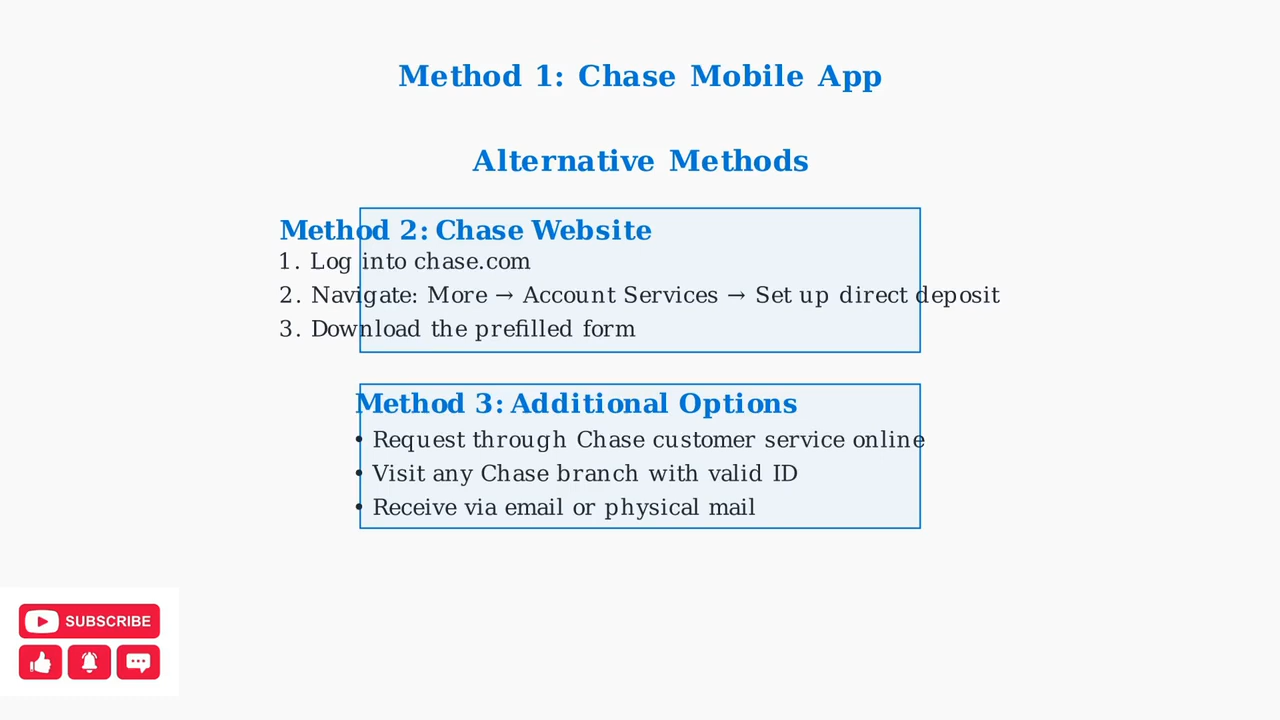 Method 1: Chase Mobile App
Alternative Methods
Method 2: Chase Website
1. Log into chase.com
2. Navigate: More → Account Services → Set up direct deposit
3. Download the prefilled form
Method 3: Additional Options
• Request through Chase customer service online
• Visit any Chase branch with valid ID
• Receive via email or physical mail
SUBSCRIBE